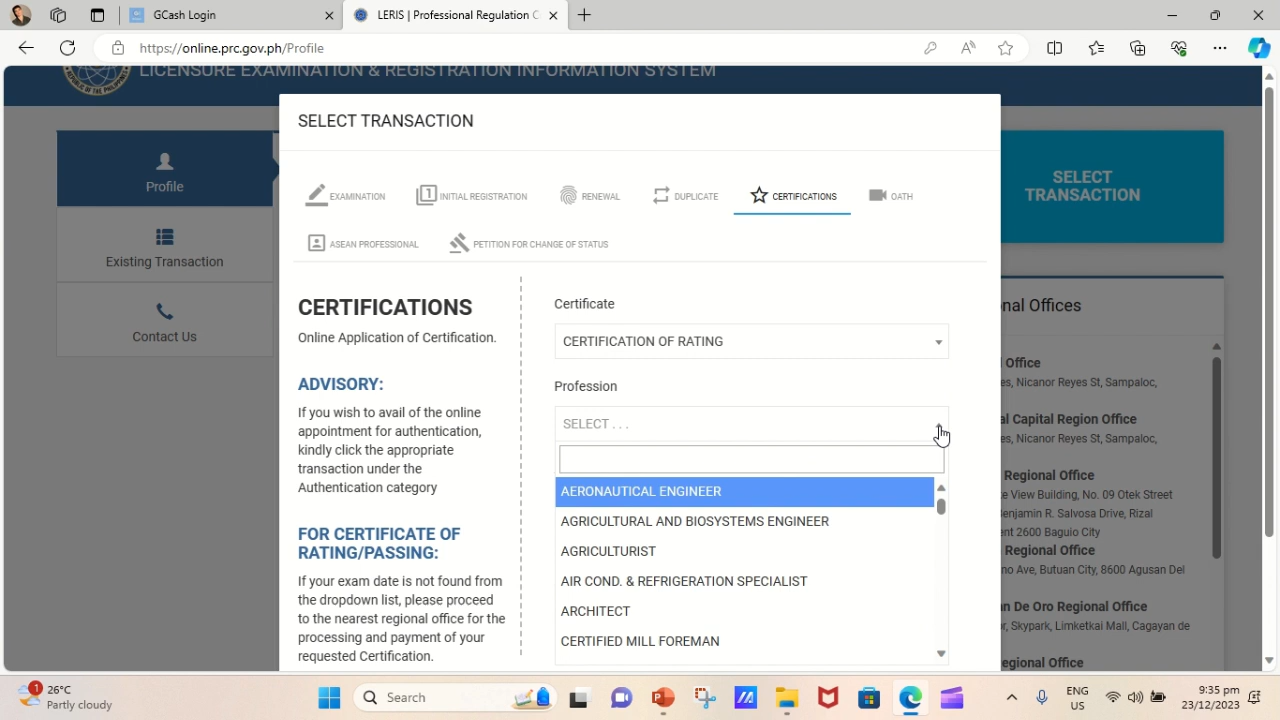 GCash Login
LERIS | Professional Regulation C
https://online.prc.gov.ph/Profile
LICENSURE EXAMINATION & REGISTRATION INFORMATION SYSTEM
SELECT TRANSACTION
Profile
Existing Transaction
Contact Us
EXAMINATION
INITIAL REGISTRATION
RENEWAL
DUPLICATE
CERTIFICATIONS
OATH
ASEAN PROFESSIONAL
PETITION FOR CHANGE OF STATUS
CERTIFICATIONS
Online Application of Certification.
ADVISORY:
If you wish to avail of the online
appointment for authentication,
kindly click the appropriate
transaction under the
Authentication category
FOR CERTIFICATE OF
RATING/PASSING:
If your exam date is not found from
the dropdown list, please proceed
to the nearest regional office for the
processing and payment of your
requested Certification.
Certificate
CERTIFICATION OF RATING
Profession
SELECT . . .
AERONAUTICAL ENGINEER
AGRICULTURAL AND BIOSYSTEMS ENGINEER
AGRICULTURIST
AIR COND. & REFRIGERATION SPECIALIST
ARCHITECT
CERTIFIED MILL FOREMAN
SELECT
TRANSACTION
nal Offices
l Office
es, Nicanor Reyes St, Sampaloc,
al Capital Region Office
es, Nicanor Reyes St, Sampaloc,
Regional Office
e View Building, No. 09 Otek Street
Benjamin R. Salvosa Drive, Rizal
ent 2600 Baguio City
Regional Office
no Ave, Butuan City, 8600 Agusan Del
an De Oro Regional Office
r, Skypark, Limketkai Mall, Cagayan de
egional Office
1
26°C
Partly cloudy
Search
ENG
US
9:35 pm
23/12/2023